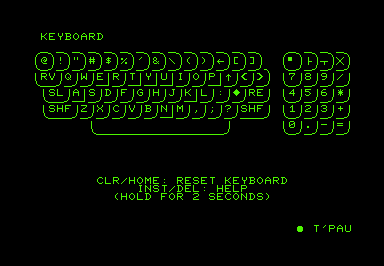 KEYBOARD
@ ! " # $ % ' & \ ( ) ← [ ]
7 8 9 /
RV Q W E R T Y U I O P ↑ < >
4 5 6 *
SL A S D F G H J K L : ◆ RE
1 2 3 +
SHF Z X C V B N M , ; ? SHF
0 . - =
CLR/HOME: RESET KEYBOARD
INST/DEL: HELP
(HOLD FOR 2 SECONDS)
● T'PAU